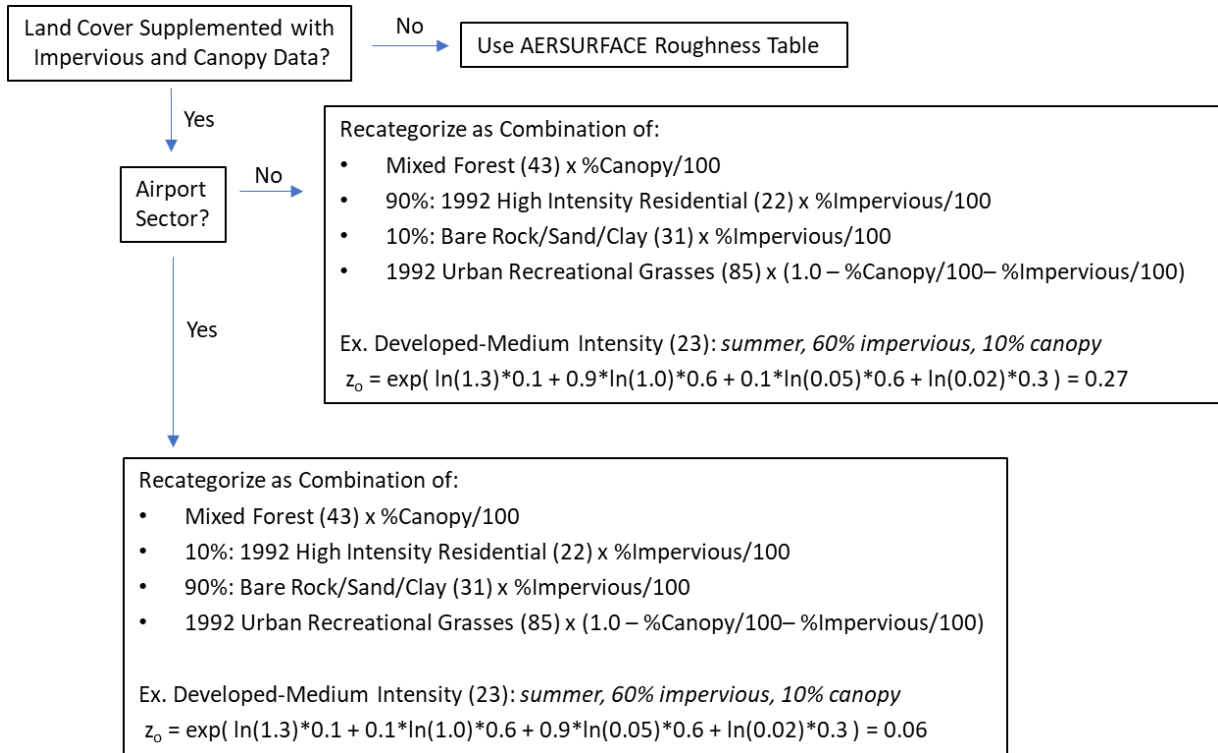 Land Cover Supplemented with
Impervious and Canopy Data?
No
Use AERSURFACE Roughness Table
Yes
Airport
Sector?
No
Recategorize as Combination of:
• Mixed Forest (43) x %Canopy/100
• 90%: 1992 High Intensity Residential (22) x %Impervious/100
• 10%: Bare Rock/Sand/Clay (31) x %Impervious/100
• 1992 Urban Recreational Grasses (85) x (1.0 – %Canopy/100– %Impervious/100)
Ex. Developed-Medium Intensity (23): summer, 60% impervious, 10% canopy
zo = exp( ln(1.3)*0.1 + 0.9*ln(1.0)*0.6 + 0.1*ln(0.05)*0.6 + ln(0.02)*0.3 ) = 0.27
Yes
Recategorize as Combination of:
• Mixed Forest (43) x %Canopy/100
• 10%: 1992 High Intensity Residential (22) x %Impervious/100
• 90%: Bare Rock/Sand/Clay (31) x %Impervious/100
• 1992 Urban Recreational Grasses (85) x (1.0 – %Canopy/100– %Impervious/100)
Ex. Developed-Medium Intensity (23): summer, 60% impervious, 10% canopy
zo = exp( ln(1.3)*0.1 + 0.1*ln(1.0)*0.6 + 0.9*ln(0.05)*0.6 + ln(0.02)*0.3 ) = 0.06